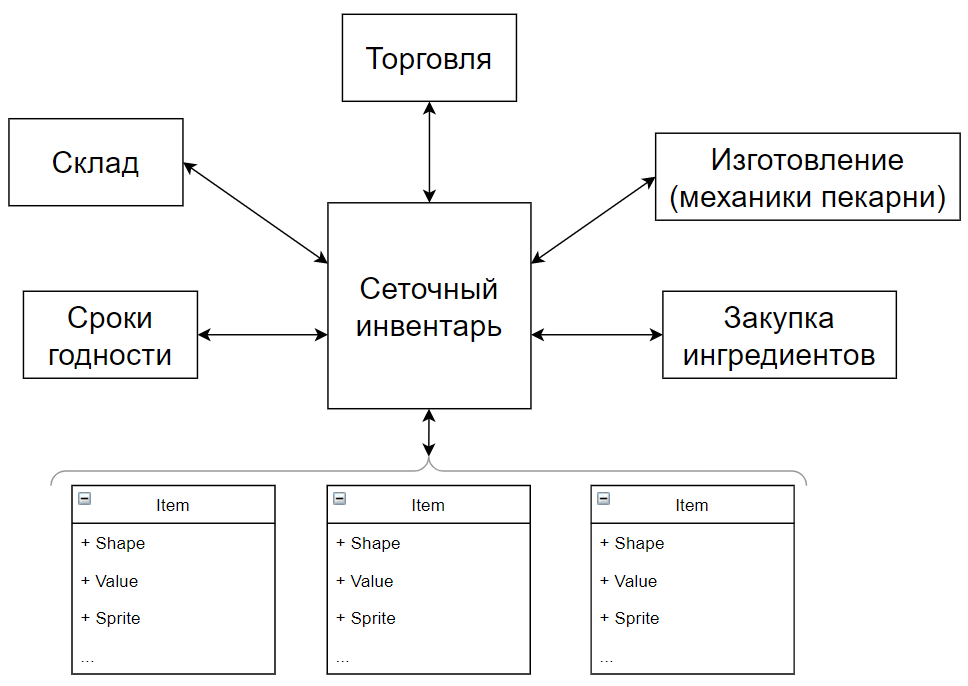 Торговля
Склад
Изготовление
(механики пекарни)
Сеточный
инвентарь
Сроки
годности
Закупка
ингредиентов
Item
+ Shape
+ Value
+ Sprite
...
Item
+ Shape
+ Value
+ Sprite
...
Item
+ Shape
+ Value
+ Sprite
...